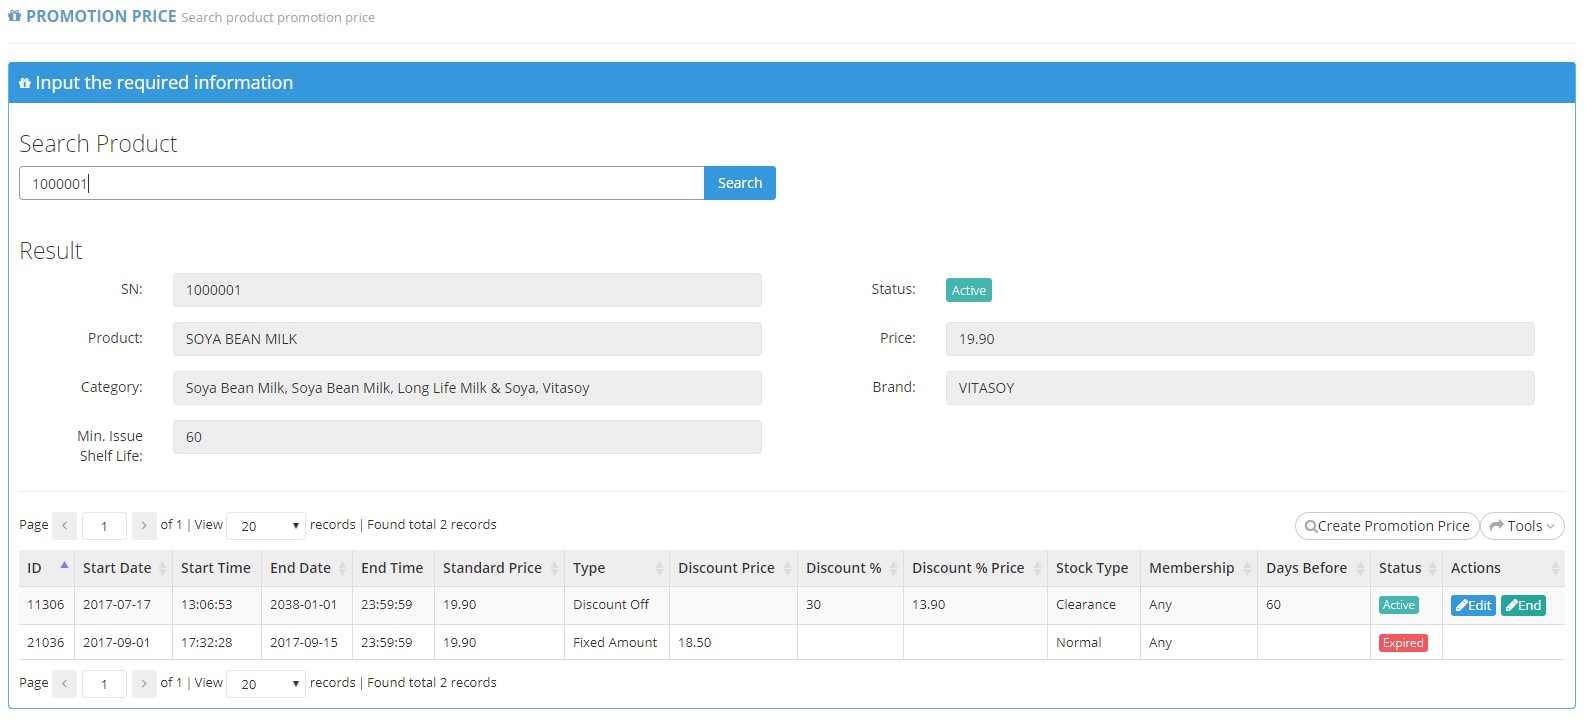 PROMOTION PRICE Search product promotion price
Input the required information
Search Product
1000001 Search
Result
SN: 1000001 Status: Active
Product: SOYA BEAN MILK Price: 19.90
Category: Soya Bean Milk, Soya Bean Milk, Long Life Milk & Soya, Vitasoy Brand: VITASOY
Min. Issue 60
Shelf Life:
Page < 1 > of 1 | View 20 records | Found total 2 records Create Promotion Price Tools
ID Start Date Start Time End Date End Time Standard Price Type Discount Price Discount % Discount % Price Stock Type Membership Days Before Status Actions
11306 2017-07-17 13:06:53 2038-01-01 23:59:59 19.90 Discount Off 30 13.90 Clearance Any 60 Active Edit End
21036 2017-09-01 17:32:28 2017-09-15 23:59:59 19.90 Fixed Amount 18.50 Normal Any Expired
Page < 1 > of 1 | View 20 records | Found total 2 records